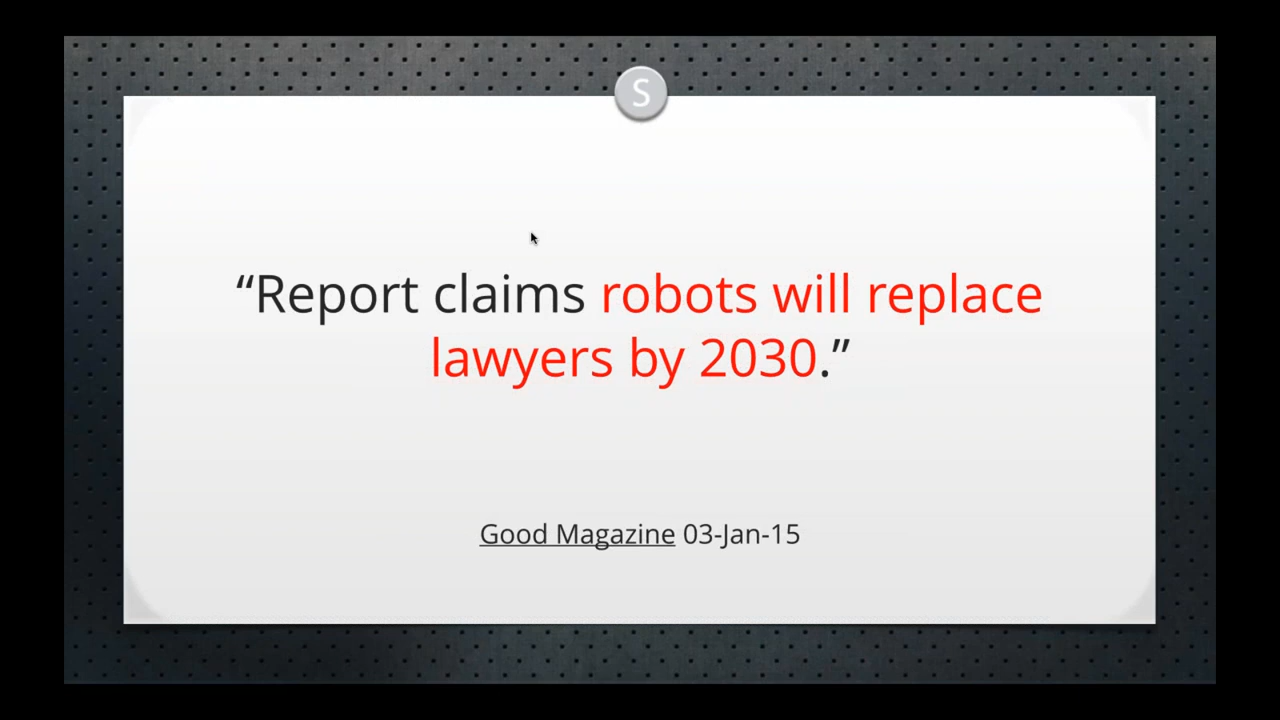 S
“Report claims robots will replace
lawyers by 2030.”
Good Magazine 03-Jan-15